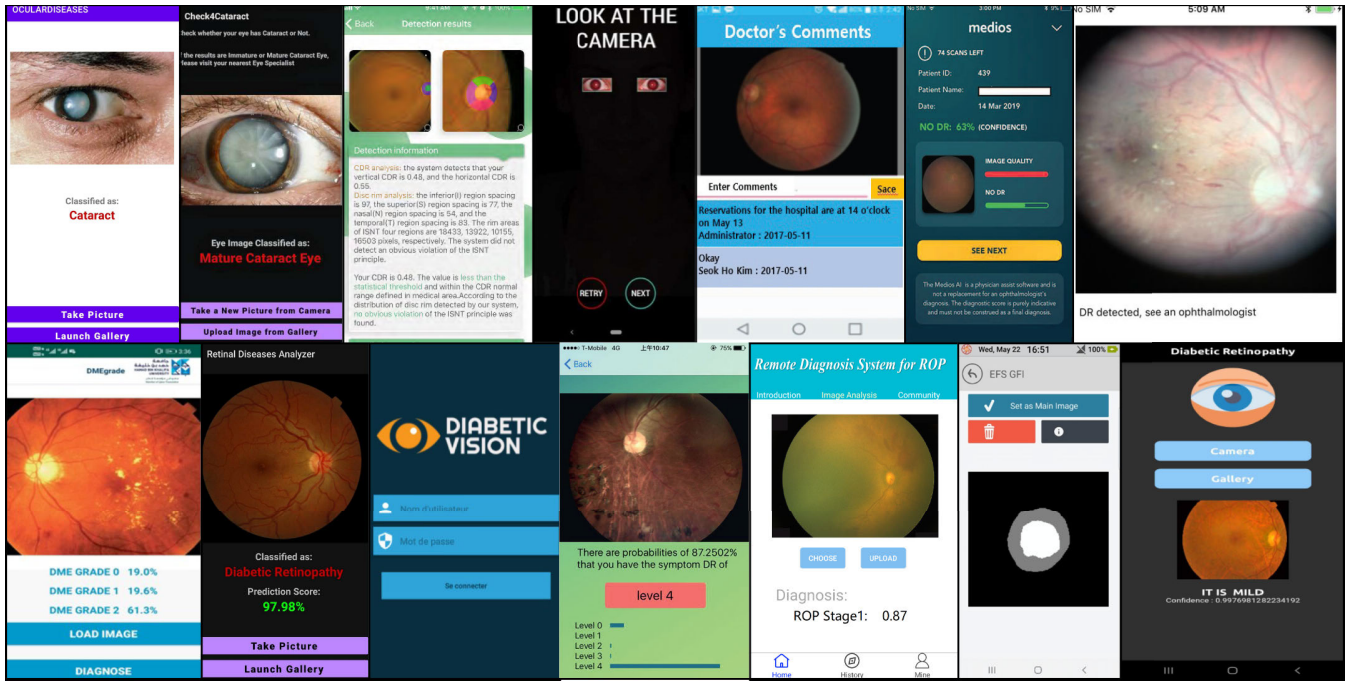 OCULARDISEASES
Classified as:
Cataract
Take Picture
Launch Gallery
Check4Cataract
heck whether your eye has Cataract or Not.
the results are Immature or Mature Cataract Eye,
lease visit your nearest Eye Specialist
Eye Image Classified as:
Mature Cataract Eye
Take a New Picture from Camera
Upload Image from Gallery
Back
Detection results
Detection information
CDR analysis: the system detects that your
vertical CDR is 0.48, and the horizontal CDR is
0.55.
Disc rim analysis: the inferior(I) region spacing
is 97, the superior(S) region spacing is 77, the
nasal(N) region spacing is 54, and the
temporal(T) region spacing is 83. The rim areas
of ISNT four regions are 18433, 13922, 10155,
16503 pixels, respectively. The system did not
detect an obvious violation of the ISNT
principle.
Your CDR is 0.48. The value is less than the
statistical threshold and within the CDR normal
range defined in medical area.According to the
distribution of disc rim detected by our system,
no obvious violation of the ISNT principle was
found.
LOOK AT THE
CAMERA
RETRY
NEXT
Doctor's Comments
Enter Comments
Sace
Reservations for the hospital are at 14 o'clock
on May 13
Administrator : 2017-05-11
Okay
Seok Ho Kim : 2017-05-11
No SIM 3:00 PM
medios
74 SCANS LEFT
Patient ID: 439
Patient Name:
Date: 14 Mar 2019
NO DR: 63% (CONFIDENCE)
IMAGE QUALITY
NO DR
SEE NEXT
The Medios AI is a physician assist software and is
not a replacement for an ophthalmologist's
diagnosis. The diagnostic score is purely indicative
and must not be construed as a final diagnosis.
No SIM 5:09 AM
DR detected, see an ophthalmologist
DMEgrade
DME GRADE 0 19.0%
DME GRADE 1 19.6%
DME GRADE 2 61.3%
LOAD IMAGE
DIAGNOSE
Retinal Diseases Analyzer
Classified as:
Diabetic Retinopathy
Prediction Score:
97.98%
Take Picture
Launch Gallery
DIABETIC
VISION
Nom d'utilisateur
Mot de passe
Se connecter
T-Mobile 4G 上午10:47 75%
Back
There are probabilities of 87.2502%
that you have the symptom DR of
level 4
Level 0
Level 1
Level 2
Level 3
Level 4
Remote Diagnosis System for ROP
Introduction Image Analysis Community
CHOOSE UPLOAD
Diagnosis:
ROP Stage1: 0.87
Home History Mine
Wed, May 22 16:51 100%
EFS GFI
Set as Main Image
Diabetic Retinopathy
Camera
Gallery
IT IS MILD
Confidence : 0.9976981282234192